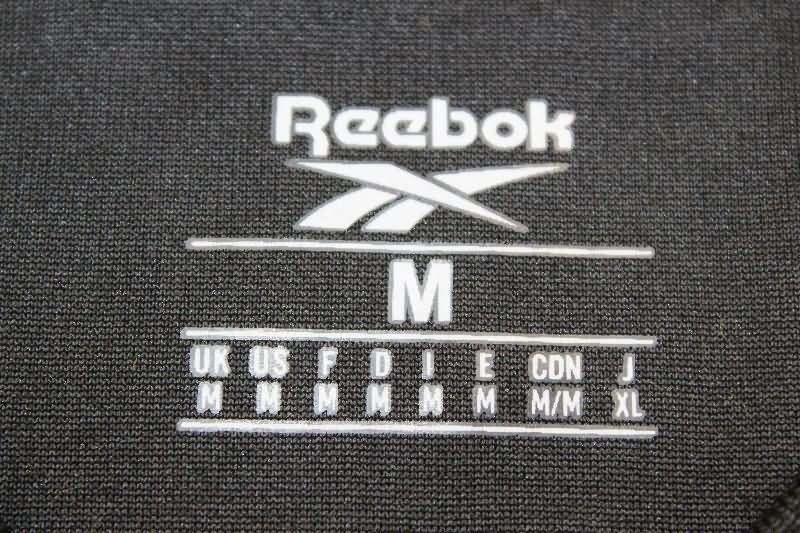 Reebok
M
UK US F D I E CDN J
M M M M M M M/M XL